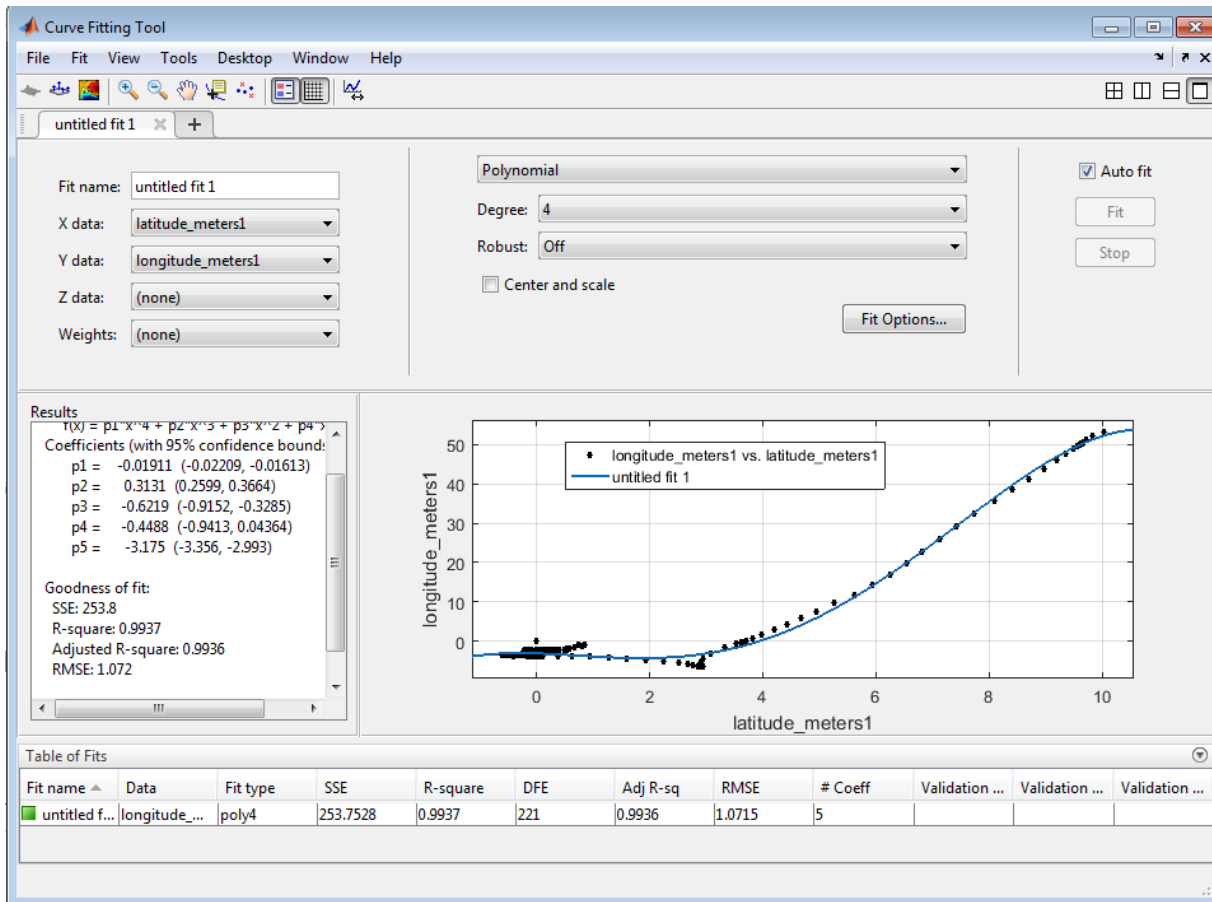 Curve Fitting Tool
File Fit View Tools Desktop Window Help
untitled fit 1
Fit name: untitled fit 1
X data: latitude_meters1
Y data: longitude_meters1
Z data: (none)
Weights: (none)
Polynomial
Degree: 4
Robust: Off
Center and scale
Fit Options...
Auto fit
Fit
Stop
Results
f(x) = p1*x^4 + p2*x^3 + p3*x^2 + p4*x
Coefficients (with 95% confidence bounds
p1 = -0.01911 (-0.02209, -0.01613)
p2 = 0.3131 (0.2599, 0.3664)
p3 = -0.6219 (-0.9152, -0.3285)
p4 = -0.4488 (-0.9413, 0.04364)
p5 = -3.175 (-3.356, -2.993)
Goodness of fit:
SSE: 253.8
R-square: 0.9937
Adjusted R-square: 0.9936
RMSE: 1.072
longitude_meters1
50
40
30
20
10
0
longitude_meters1 vs. latitude_meters1
untitled fit 1
0 2 4 6 8 10
latitude_meters1
Table of Fits
Fit name Data Fit type SSE R-square DFE Adj R-sq RMSE # Coeff Validation ... Validation ... Validation ...
untitled f... longitude_... poly4 253.7528 0.9937 221 0.9936 1.0715 5